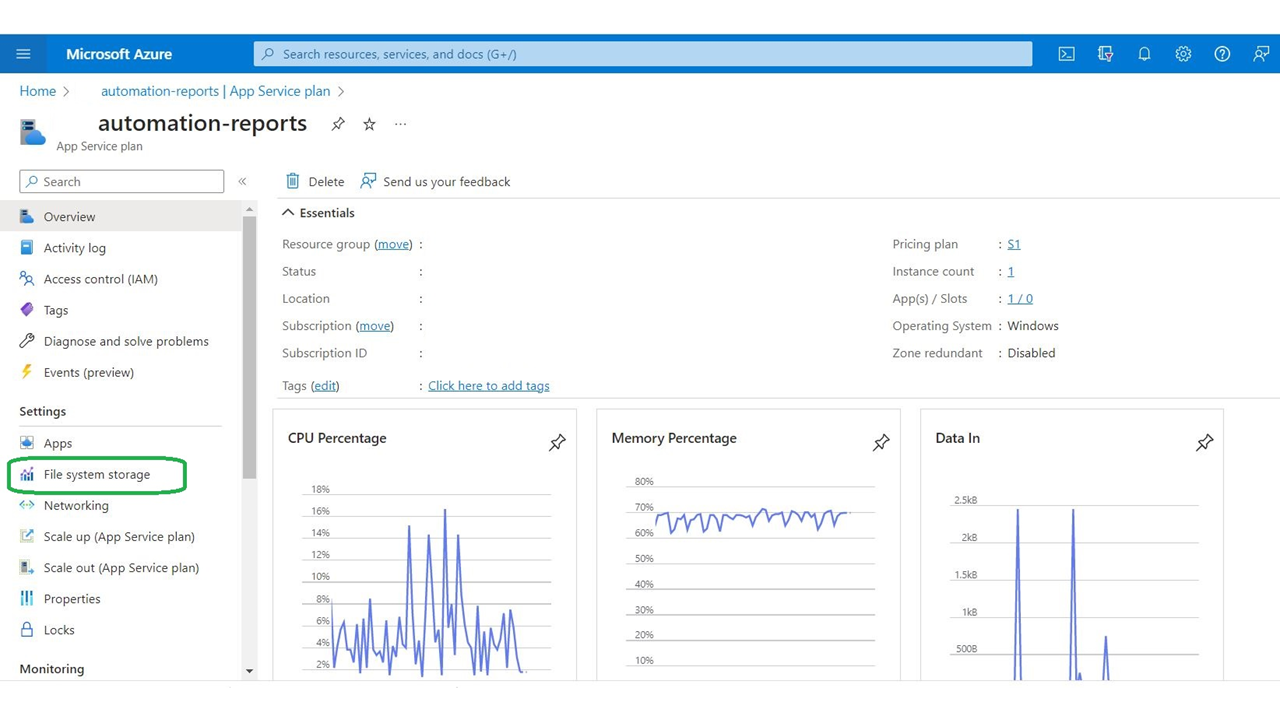 Microsoft Azure
Search resources, services, and docs (G+/)
Home
automation-reports | App Service plan
automation-reports
App Service plan
Search
Overview
Activity log
Access control (IAM)
Tags
Diagnose and solve problems
Events (preview)
Settings
Apps
File system storage
Networking
Scale up (App Service plan)
Scale out (App Service plan)
Properties
Locks
Monitoring
Delete Send us your feedback
Essentials
Resource group (move) :
Status :
Location :
Subscription (move) :
Subscription ID :
Tags (edit) : Click here to add tags
Pricing plan : S1
Instance count : 1
App(s) / Slots : 1 / 0
Operating System : Windows
Zone redundant : Disabled
CPU Percentage
18%
16%
14%
12%
10%
8%
6%
4%
2%
Memory Percentage
80%
70%
60%
50%
40%
30%
20%
10%
Data In
2.5kB
2kB
1.5kB
1kB
500B